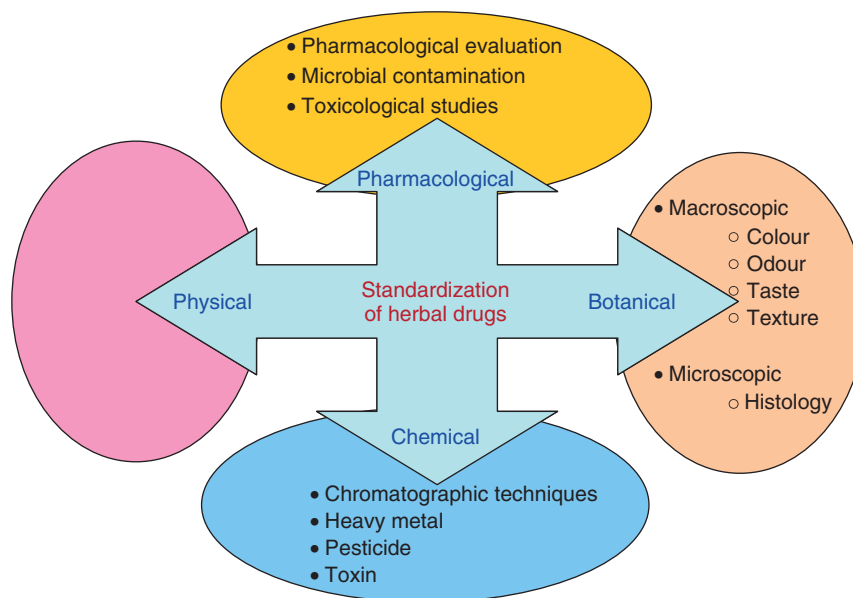 • Pharmacological evaluation
• Microbial contamination
• Toxicological studies
Pharmacological
Physical
Standardization
of herbal drugs
Botanical
• Macroscopic
○ Colour
○ Odour
○ Taste
○ Texture
• Microscopic
○ Histology
Chemical
• Chromatographic techniques
• Heavy metal
• Pesticide
• Toxin